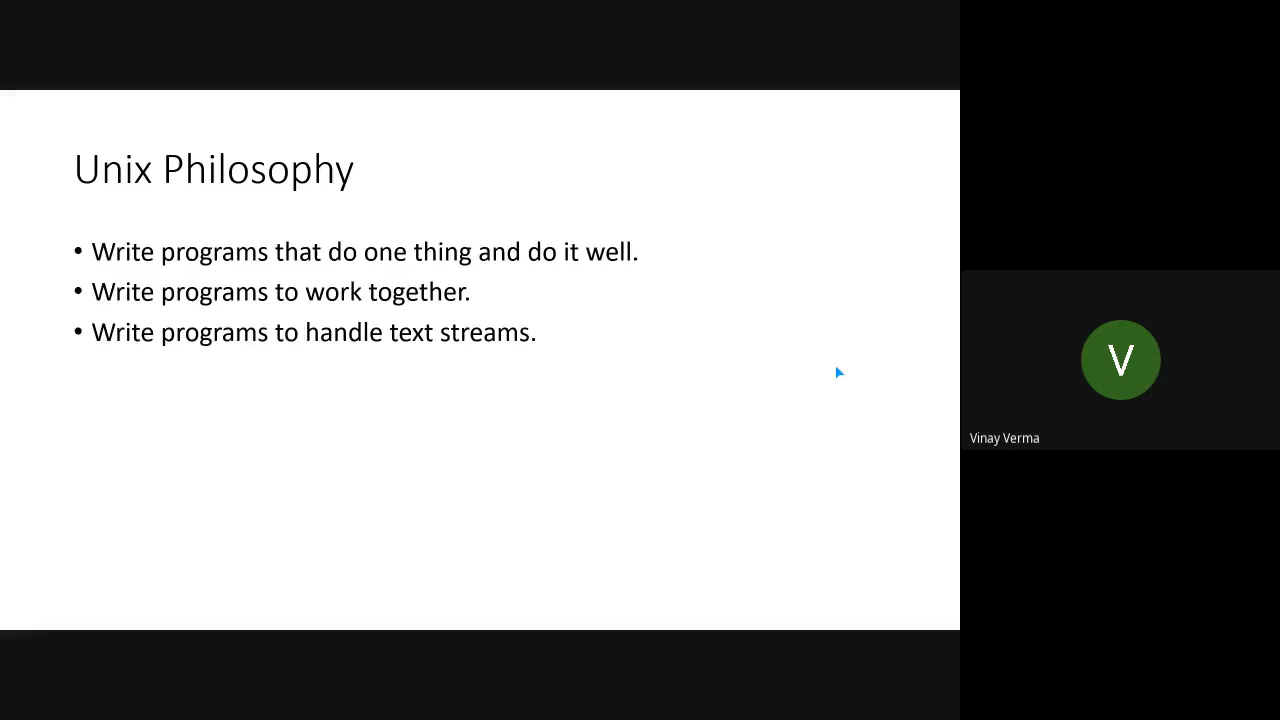 Unix Philosophy
• Write programs that do one thing and do it well.
• Write programs to work together.
• Write programs to handle text streams.
V
Vinay Verma